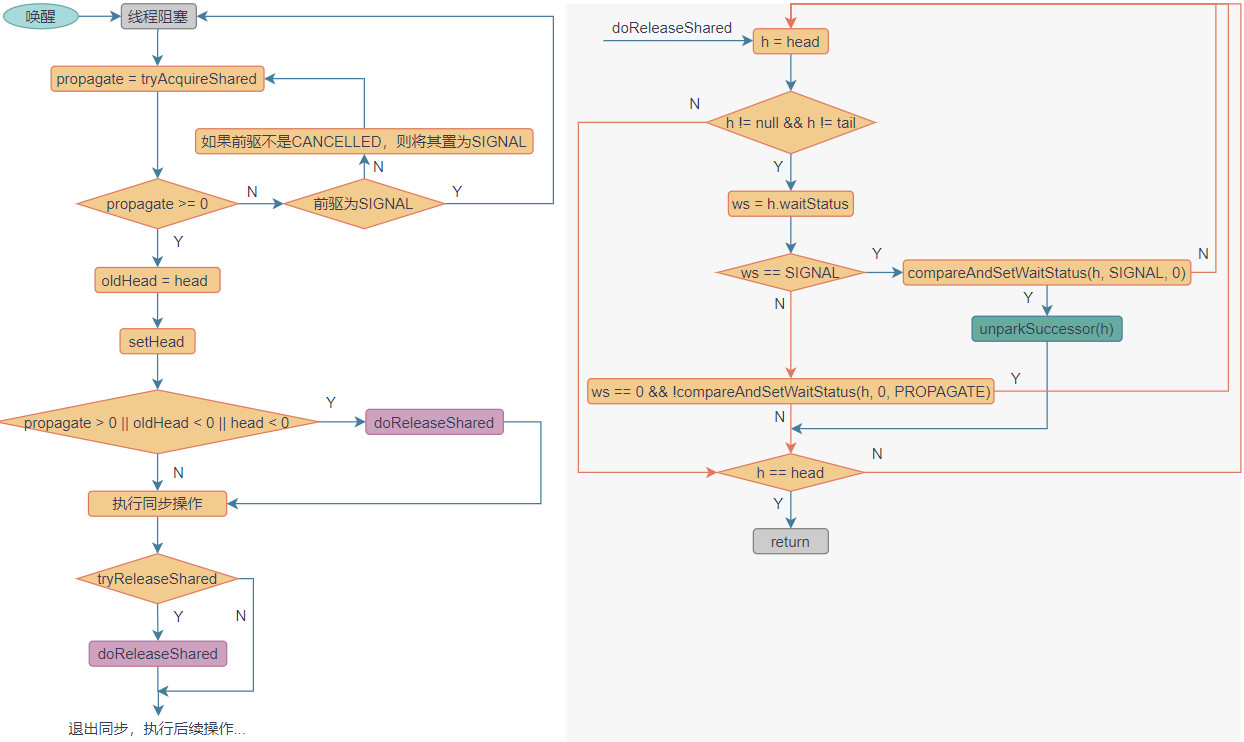 唤醒
线程阻塞
propagate = tryAcquireShared
如果前驱不是CANCELLED，则将其置为SIGNAL
N
propagate >= 0
N
前驱为SIGNAL
Y
Y
oldHead = head
setHead
propagate > 0 || oldHead < 0 || head < 0
Y
doReleaseShared
N
执行同步操作
tryReleaseShared
Y
N
doReleaseShared
退出同步，执行后续操作...
doReleaseShared
h = head
N
h != null && h != tail
Y
ws = h.waitStatus
ws == SIGNAL
Y
compareAndSetWaitStatus(h, SIGNAL, 0)
N
Y
unparkSuccessor(h)
N
ws == 0 && !compareAndSetWaitStatus(h, 0, PROPAGATE)
Y
N
h == head
N
Y
return